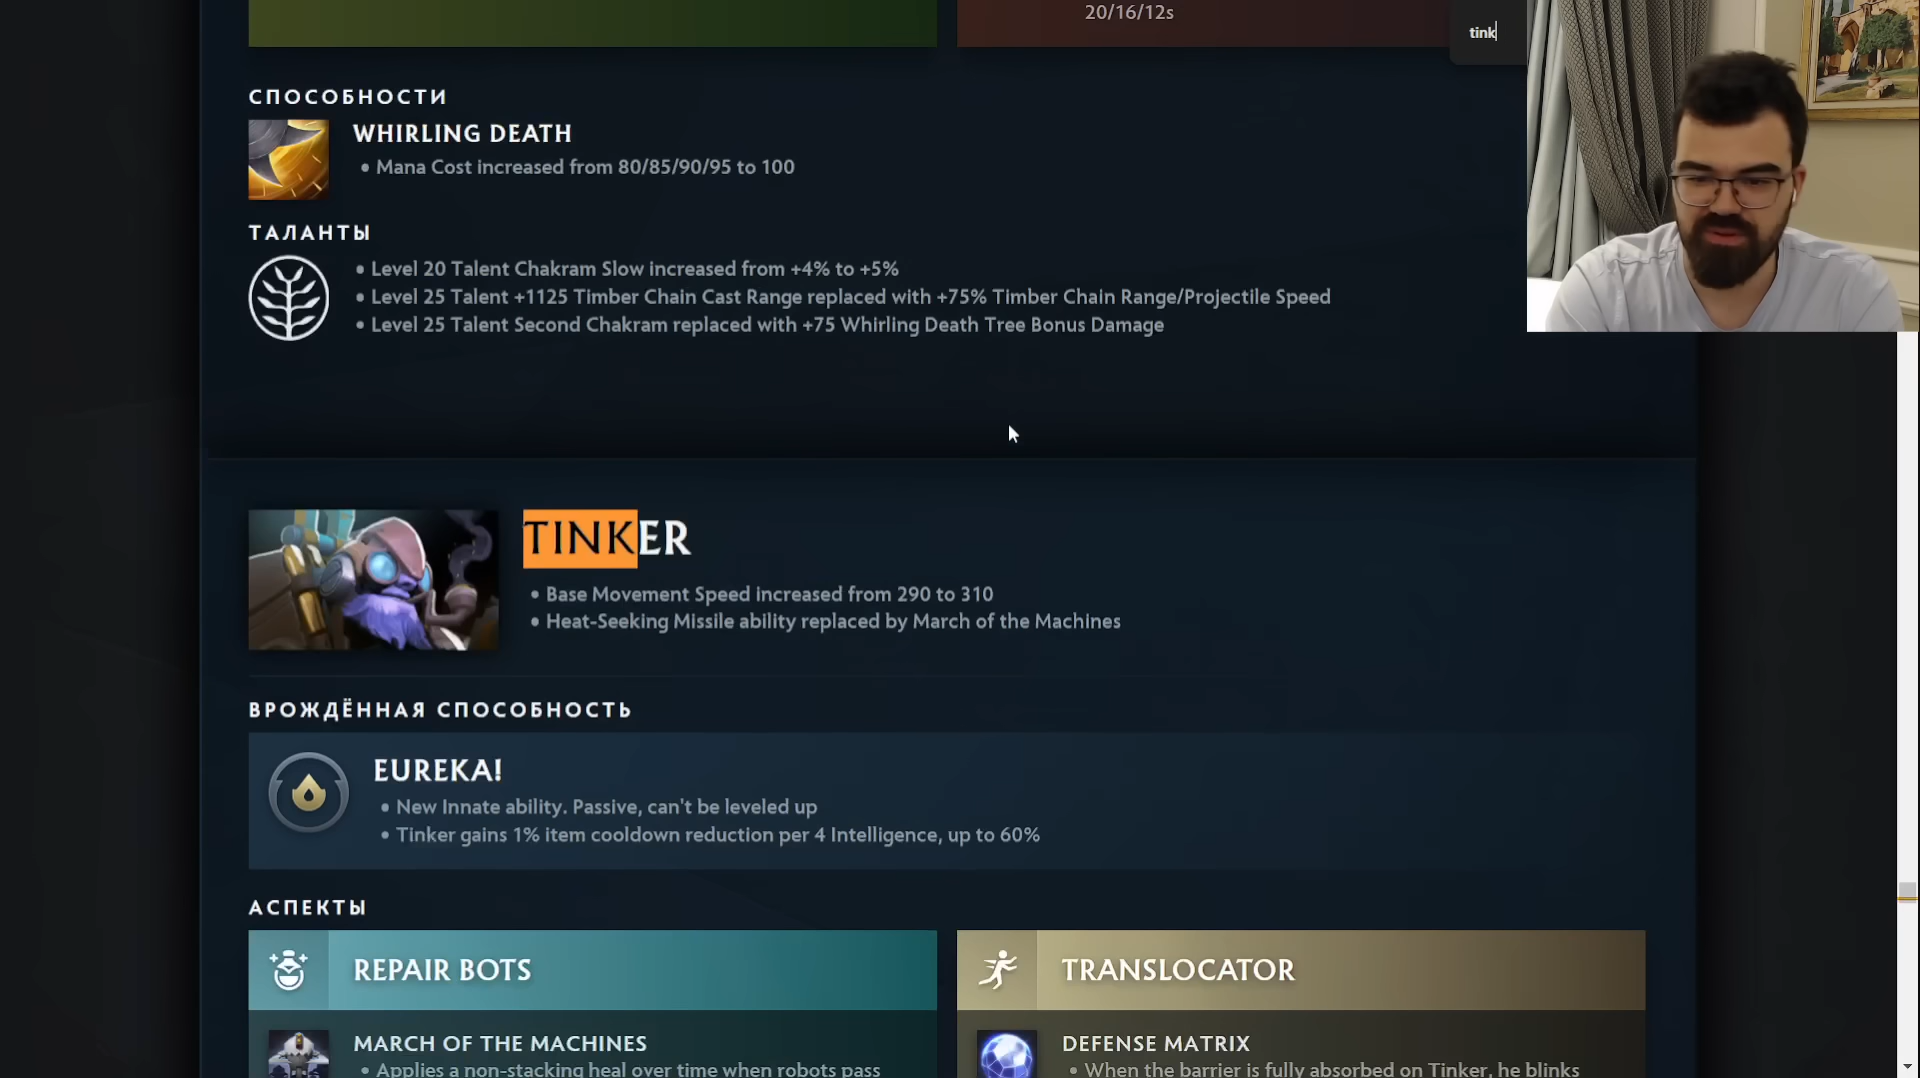 20/16/12s
tink
СПОСОБНОСТИ
WHIRLING DEATH
• Mana Cost increased from 80/85/90/95 to 100
ТАЛАНТЫ
• Level 20 Talent Chakram Slow increased from +4% to +5%
• Level 25 Talent +1125 Timber Chain Cast Range replaced with +75% Timber Chain Range/Projectile Speed
• Level 25 Talent Second Chakram replaced with +75 Whirling Death Tree Bonus Damage
TINKER
• Base Movement Speed increased from 290 to 310
• Heat-Seeking Missile ability replaced by March of the Machines
ВРОЖДЁННАЯ СПОСОБНОСТЬ
EUREKA!
• New Innate ability. Passive, can't be leveled up
• Tinker gains 1% item cooldown reduction per 4 Intelligence, up to 60%
АСПЕКТЫ
REPAIR BOTS
MARCH OF THE MACHINES
• Applies a non-stacking heal over time when robots pass
TRANSLOCATOR
DEFENSE MATRIX
• When the barrier is fully absorbed on Tinker, he blinks